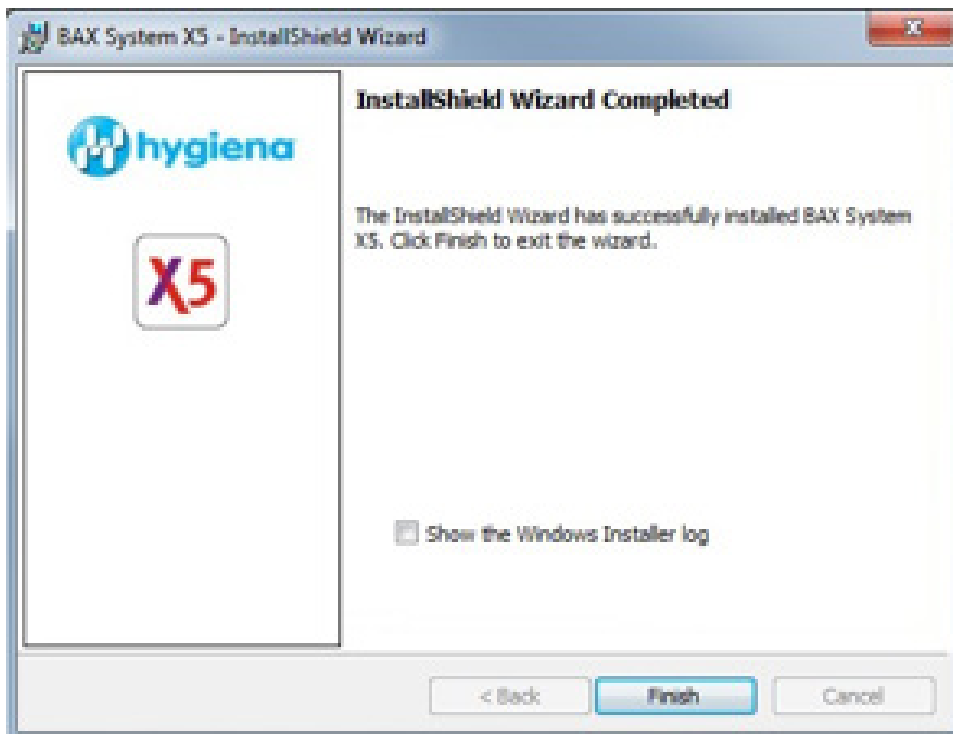 BAX System X5 - InstallShield Wizard
hygiena
X5
InstallShield Wizard Completed
The InstallShield Wizard has successfully installed BAX System
X5. Click Finish to exit the wizard.
Show the Windows Installer log
< Back
Finish
Cancel